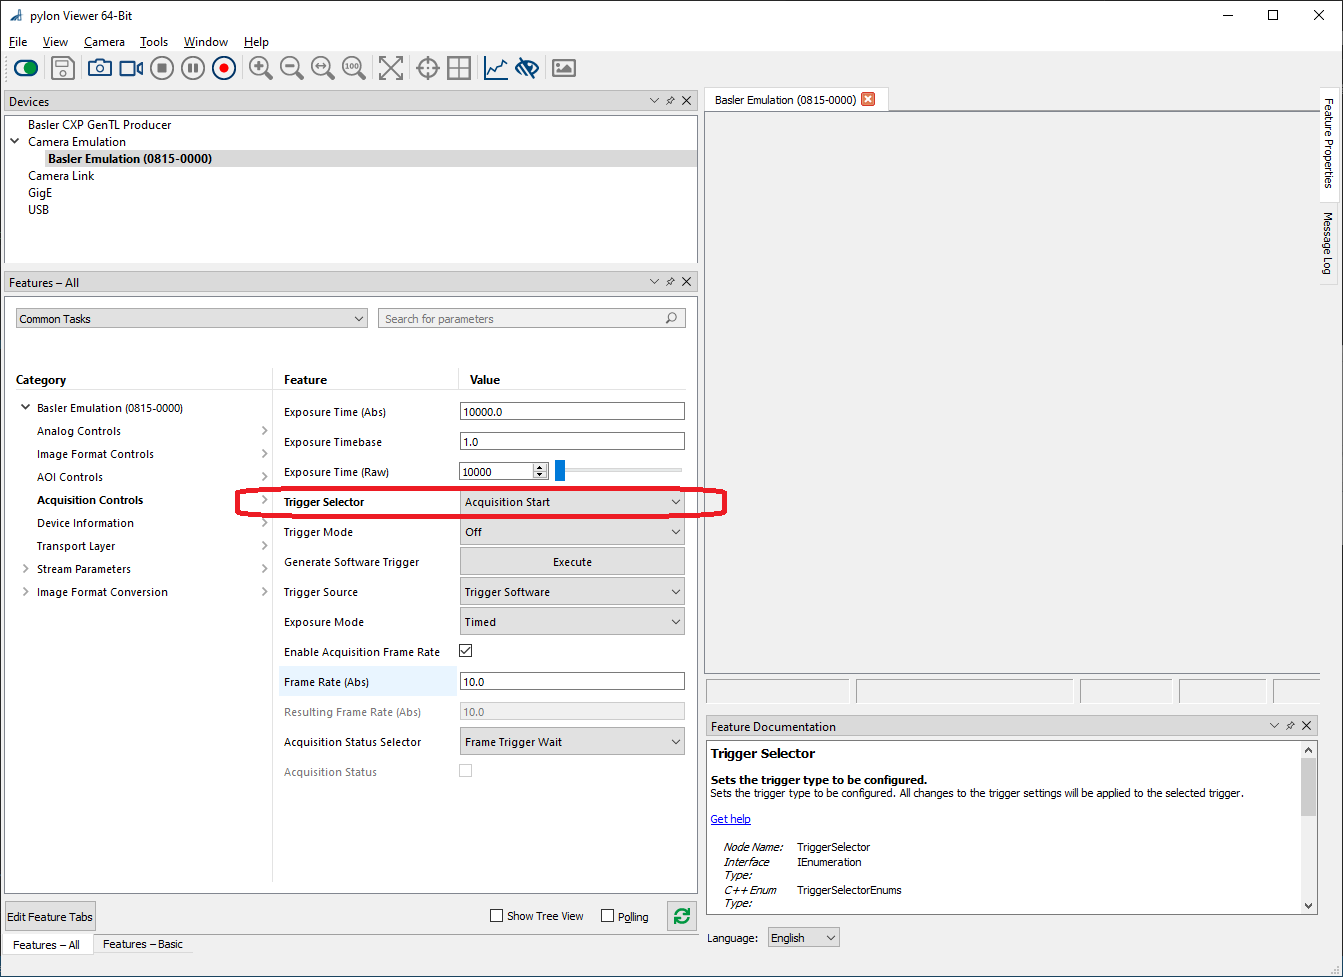 pylon Viewer 64-Bit
File View Camera Tools Window Help
100
Devices
Basler CXP GenTL Producer
Camera Emulation
Basler Emulation (0815-0000)
Camera Link
GigE
USB
Features – All
Common Tasks
Search for parameters
Category
Basler Emulation (0815-0000)
Analog Controls
Image Format Controls
AOI Controls
Acquisition Controls
Device Information
Transport Layer
Stream Parameters
Image Format Conversion
Feature Value
Exposure Time (Abs) 10000.0
Exposure Timebase 1.0
Exposure Time (Raw) 10000
Trigger Selector Acquisition Start
Trigger Mode Off
Generate Software Trigger Execute
Trigger Source Trigger Software
Exposure Mode Timed
Enable Acquisition Frame Rate
Frame Rate (Abs) 10.0
Resulting Frame Rate (Abs) 10.0
Acquisition Status Selector Frame Trigger Wait
Acquisition Status
Edit Feature Tabs
Show Tree View Polling
Features – All Features – Basic
Basler Emulation (0815-0000)
Feature Properties
Message Log
Feature Documentation
Trigger Selector
Sets the trigger type to be configured.
Sets the trigger type to be configured. All changes to the trigger settings will be applied to the selected trigger.
Get help
Node Name: TriggerSelector
Interface IEnumeration
Type:
C++ Enum TriggerSelectorEnums
Type:
Language: English